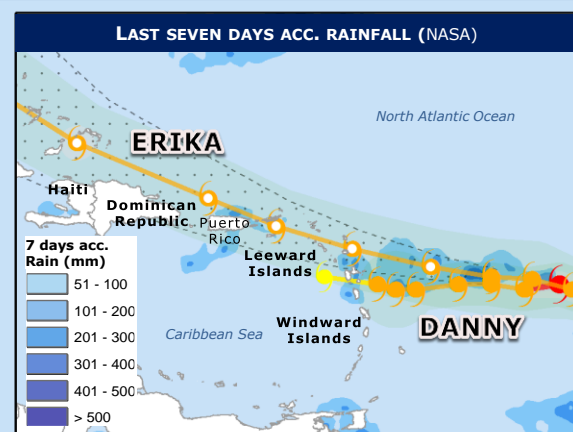 LAST SEVEN DAYS ACC. RAINFALL (NASA)
North Atlantic Ocean
ERIKA
Haiti
Dominican
Republic
Puerto
Rico
7 days acc.
Rain (mm)
51 - 100
101 - 200
201 - 300
301 - 400
401 - 500
> 500
Leeward
Islands
Windward
Islands
DANNY
Caribbean Sea